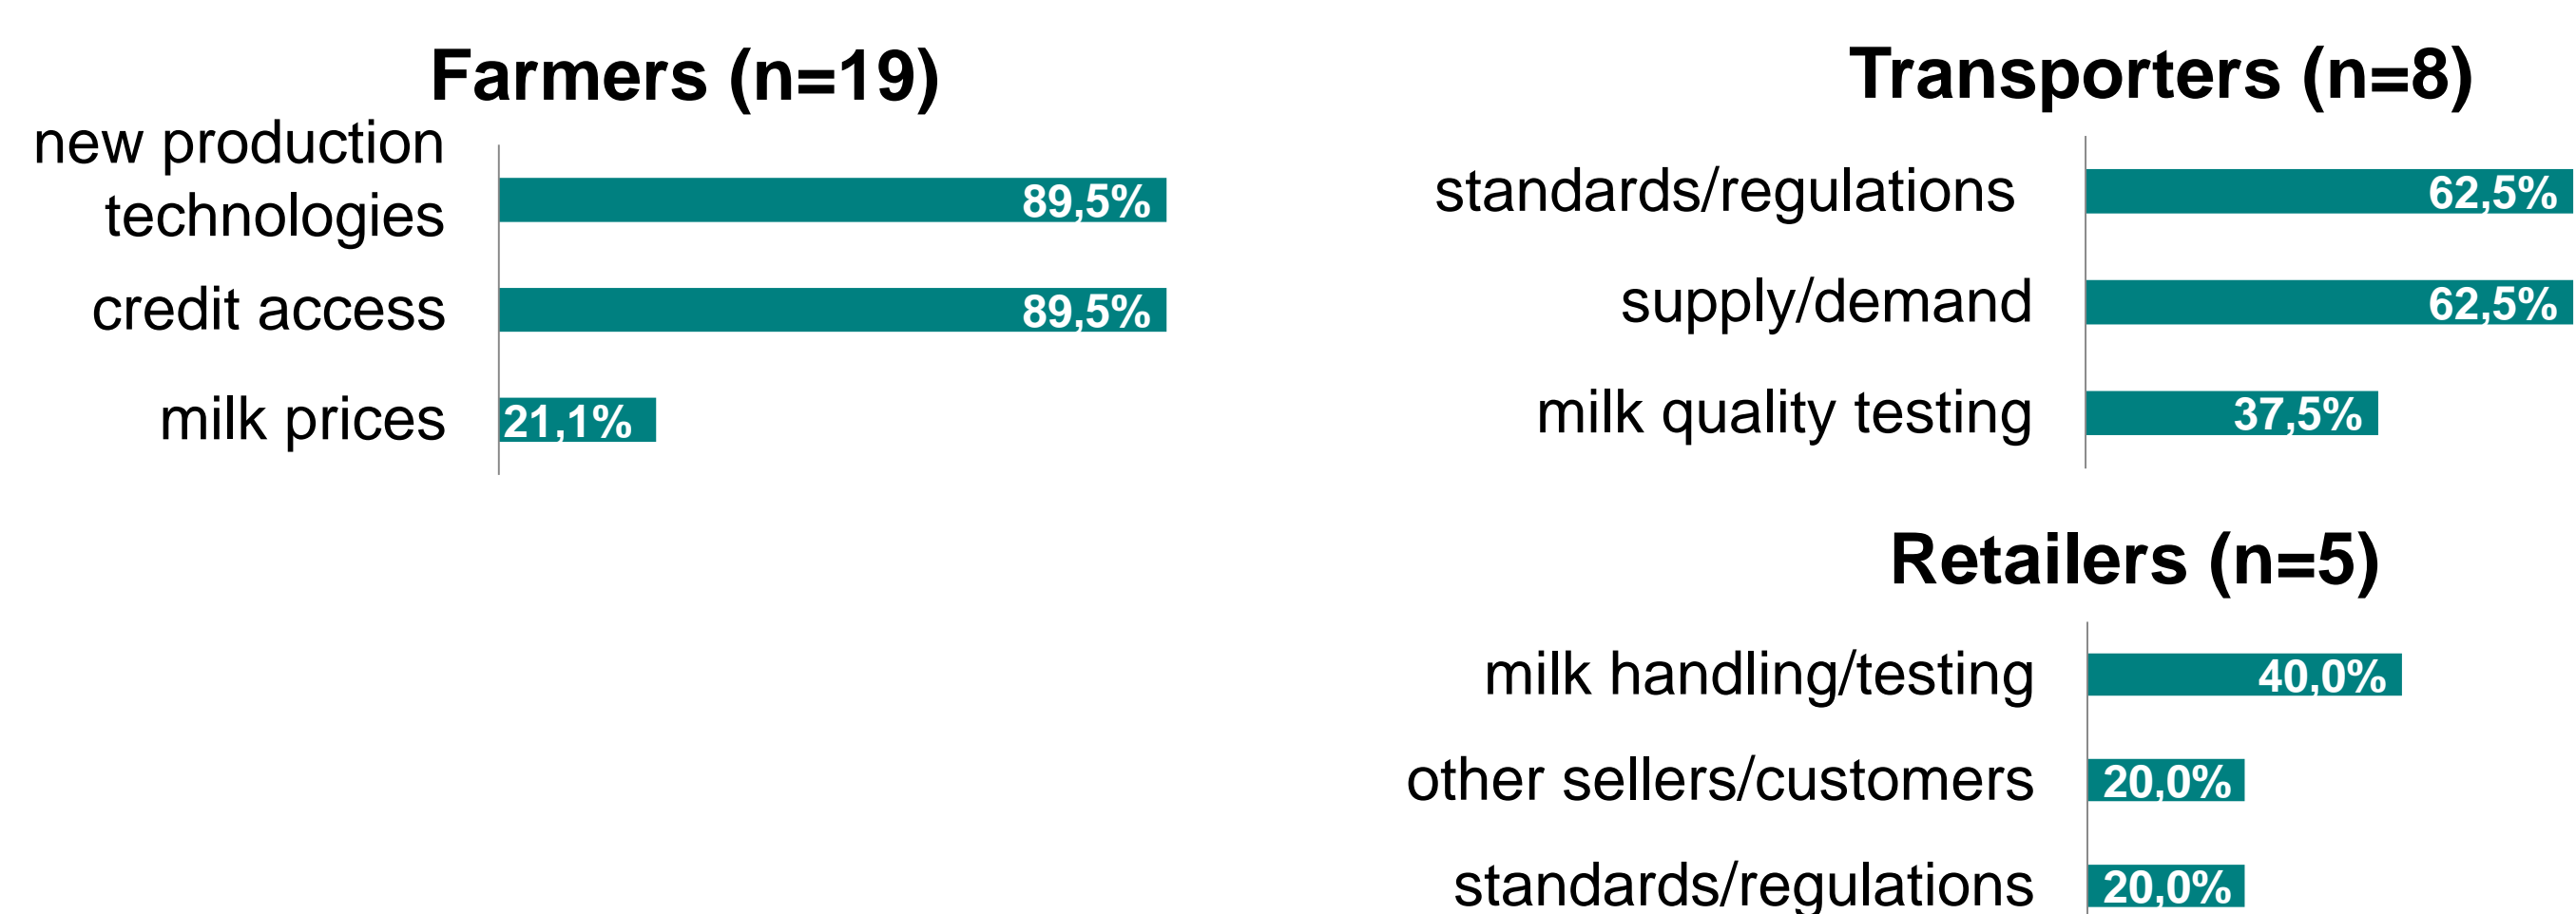 Farmers (n=19)
new production
technologies
89,5%
credit access
89,5%
milk prices
21,1%
Transporters (n=8)
standards/regulations
62,5%
supply/demand
62,5%
milk quality testing
37,5%
Retailers (n=5)
milk handling/testing
40,0%
other sellers/customers
20,0%
standards/regulations
20,0%